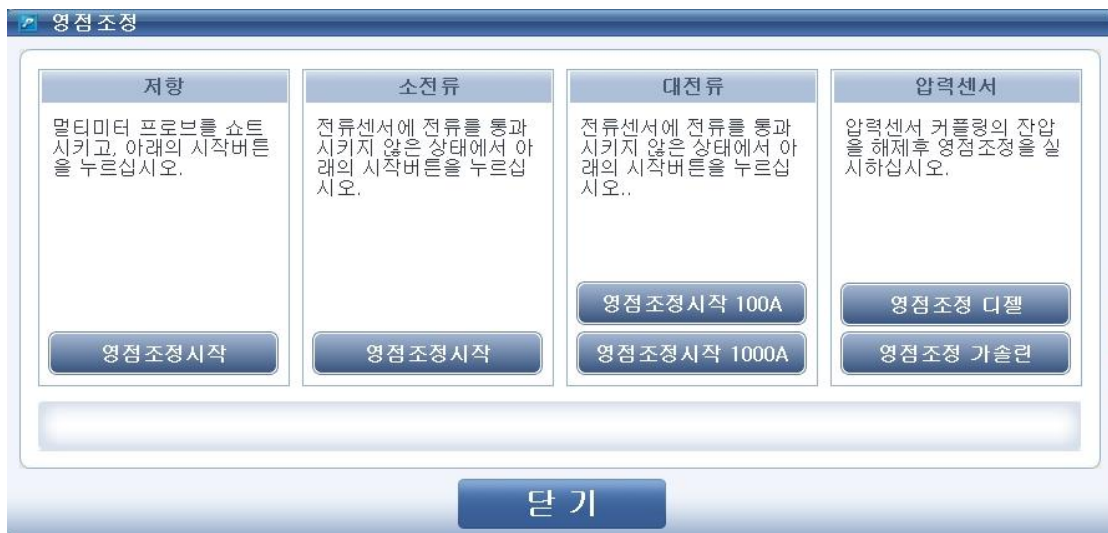 영점조정
저항
멀티미터 프로브를 쇼트
시키고, 아래의 시작버튼
을 누르십시오.
영점조정시작
소전류
전류센서에 전류를 통과
시키지 않은 상태에서 아
래의 시작버튼을 누르십
시오.
영점조정시작
대전류
전류센서에 전류를 통과
시키지 않은 상태에서 아
래의 시작버튼을 누르십
시오..
영점조정시작 100A
영점조정시작 1000A
압력센서
압력센서 커플링의 잔압
을 해제후 영점조정을 실
시하십시오.
영점조정 디젤
영점조정 가솔린
닫 기